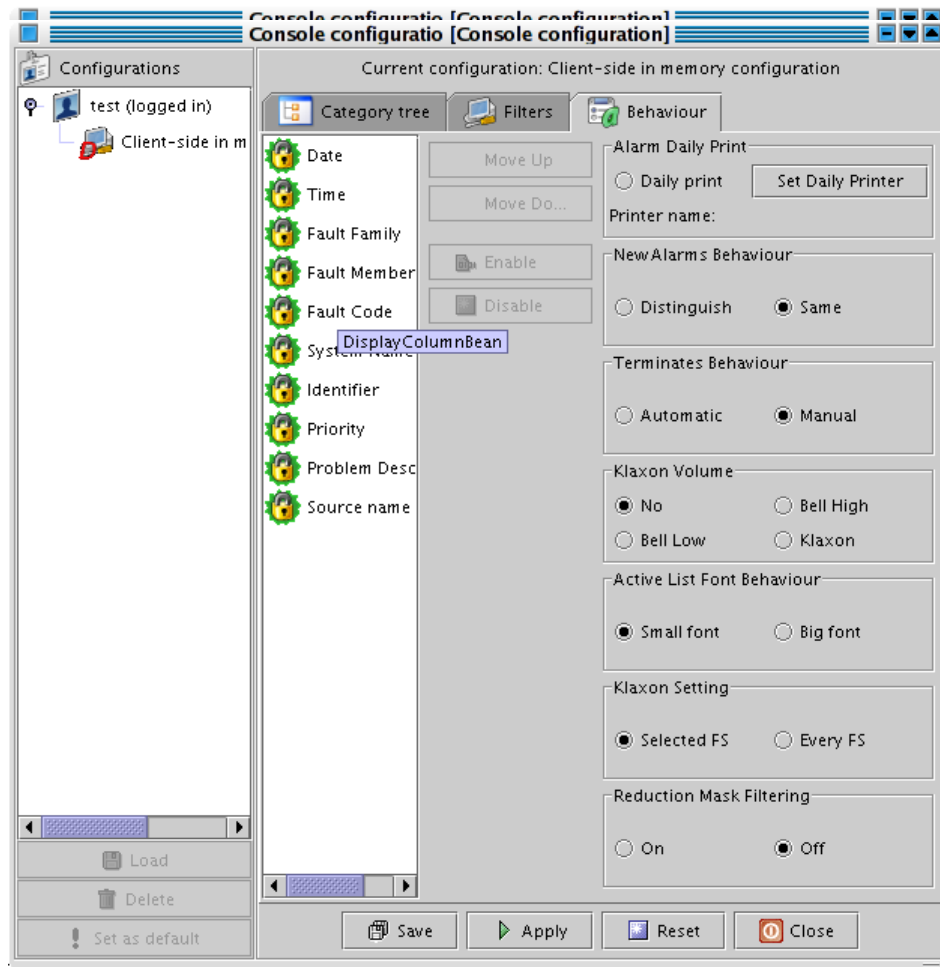 Console configuratio [Console configuration]
Console configuratio [Console configuration]
Configurations
test (logged in)
Client-side in m
Load
Delete
Set as default
Current configuration: Client-side in memory configuration
Category tree
Filters
Behaviour
Date
Time
Fault Family
Fault Member
Fault Code
System Name
DisplayColumnBean
Identifier
Priority
Problem Desc
Source name
Move Up
Move Do...
Enable
Disable
Alarm Daily Print
Daily print
Set Daily Printer
Printer name:
New Alarms Behaviour
Distinguish
Same
Terminates Behaviour
Automatic
Manual
Klaxon Volume
No
Bell High
Bell Low
Klaxon
Active List Font Behaviour
Small font
Big font
Klaxon Setting
Selected FS
Every FS
Reduction Mask Filtering
On
Off
Save
Apply
Reset
Close